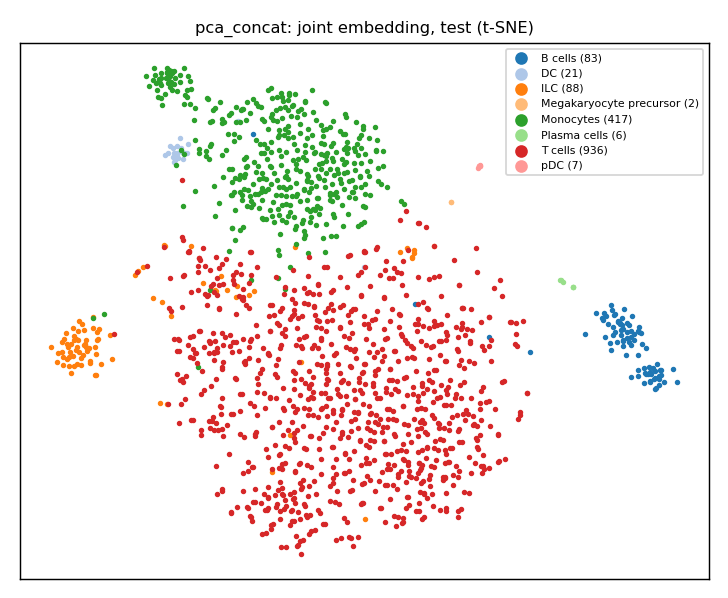 pca_concat: joint embedding, test (t-SNE)
B cells (83)
DC (21)
ILC (88)
Megakaryocyte precursor (2)
Monocytes (417)
Plasma cells (6)
T cells (936)
pDC (7)